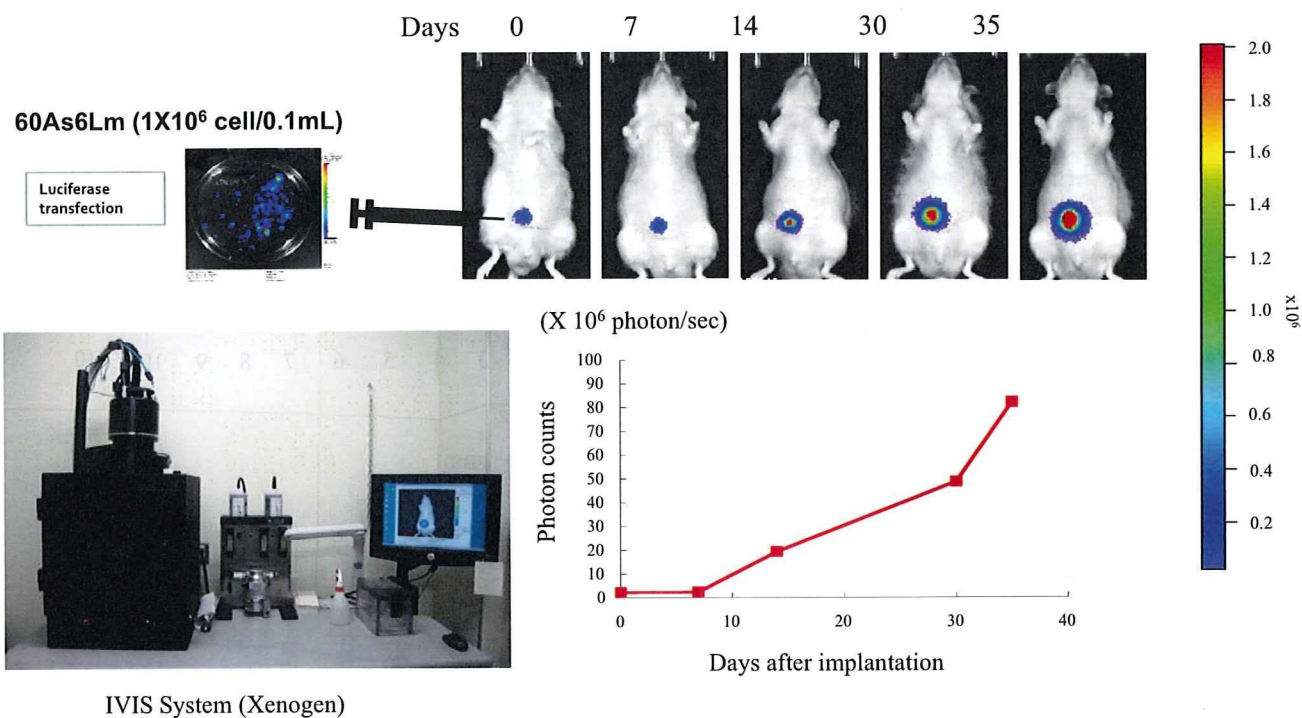 Days 0 7 14 30 35
60As6Lm (1X10⁶ cell/0.1mL)
Luciferase
transfection
2.0
1.8
1.6
1.4
1.2
1.0
0.8
0.6
0.4
0.2
x10⁶
(X 10⁶ photon/sec)
Photon counts
100
90
80
70
60
50
40
30
20
10
0
0 10 20 30 40
Days after implantation
IVIS System (Xenogen)